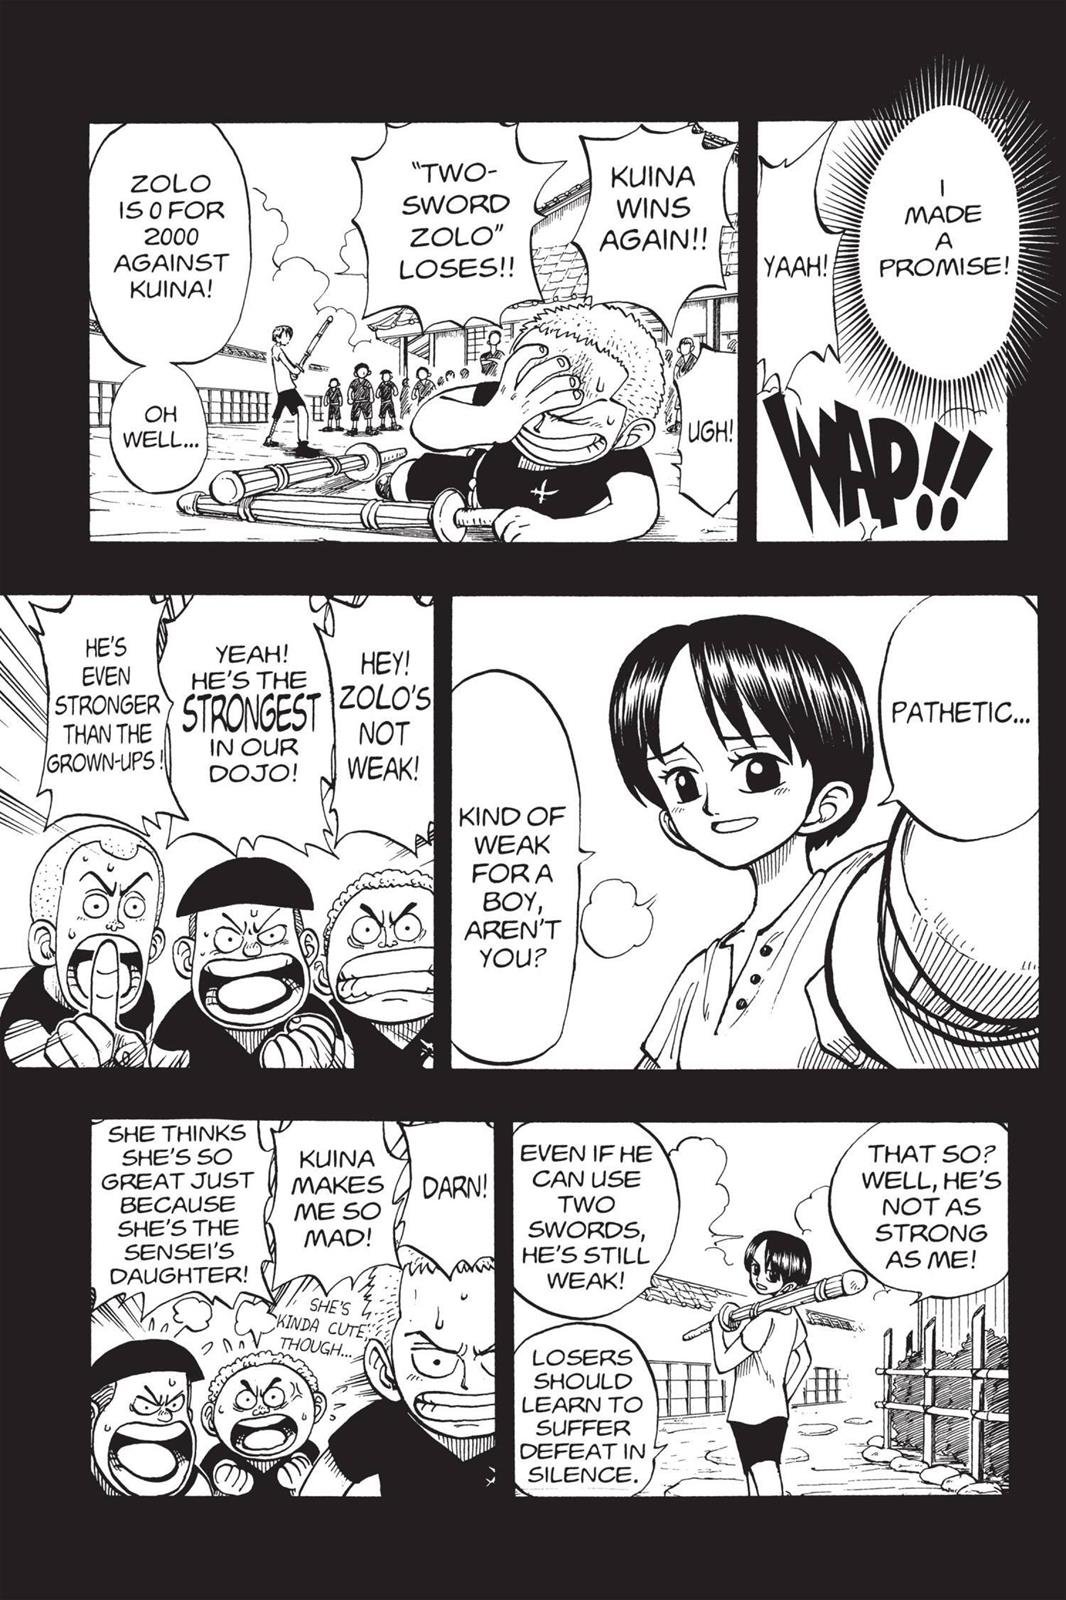 I
MADE
A
PROMISE!
YAAH!
WAP!!
KUINA
WINS
AGAIN!!
"TWO-
SWORD
ZOLO"
LOSES!!
UGH!
ZOLO
IS 0 FOR
2000
AGAINST
KUINA!
OH
WELL...
PATHETIC...
KIND OF
WEAK
FOR A
BOY,
AREN'T
YOU?
HEY!
ZOLO'S
NOT
WEAK!
YEAH!
HE'S THE
STRONGEST
IN OUR
DOJO!
HE'S
EVEN
STRONGER
THAN THE
GROWN-UPS!
THAT SO?
WELL, HE'S
NOT AS
STRONG
AS ME!
EVEN IF HE
CAN USE
TWO
SWORDS,
HE'S STILL
WEAK!
LOSERS
SHOULD
LEARN TO
SUFFER
DEFEAT IN
SILENCE.
DARN!
KUINA
MAKES
ME SO
MAD!
SHE THINKS
SHE'S SO
GREAT JUST
BECAUSE
SHE'S THE
SENSEI'S
DAUGHTER!
SHE'S
KINDA CUTE,
THOUGH...